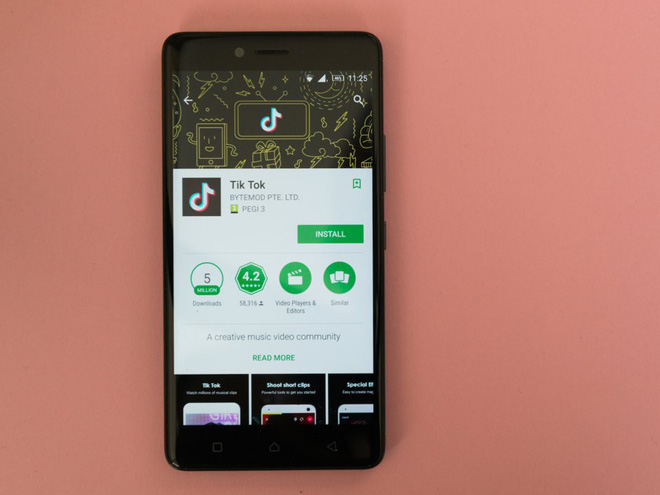 11:25
Tik Tok
BYTEMOD PTE. LTD.
PEGI 3
INSTALL
5
MILLION
Downloads
4.2
58,316
Video Players &
Editors
Similar
A creative music video community
READ MORE
Tik Tok
Watch millions of musical clips
Shoot short clips
Powerful tools to get you started
Special Ef
Easy to create mag